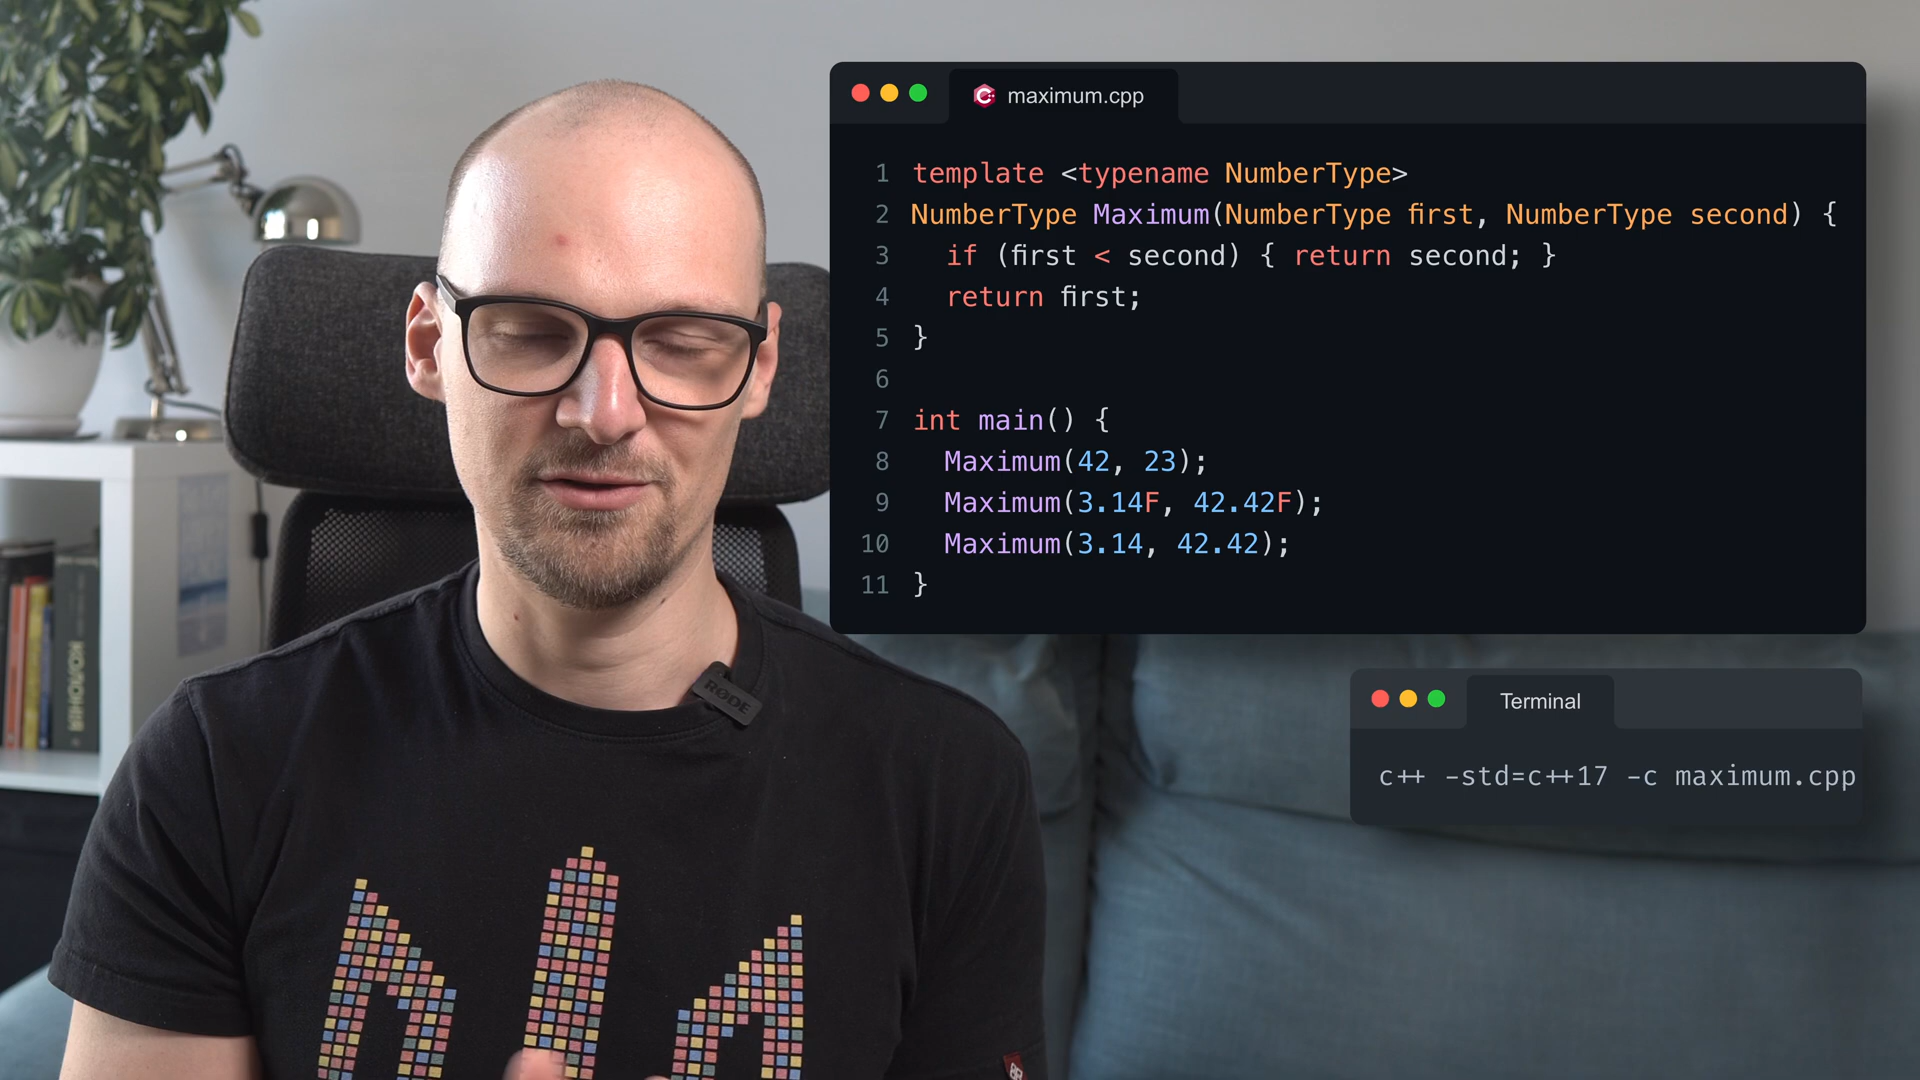 maximum.cpp
1 template <typename NumberType>
2 NumberType Maximum(NumberType first, NumberType second) {
3   if (first < second) { return second; }
4   return first;
5 }
6
7 int main() {
8   Maximum(42, 23);
9   Maximum(3.14F, 42.42F);
10   Maximum(3.14, 42.42);
11 }
Terminal
c++ -std=c++17 -c maximum.cpp
RØDE